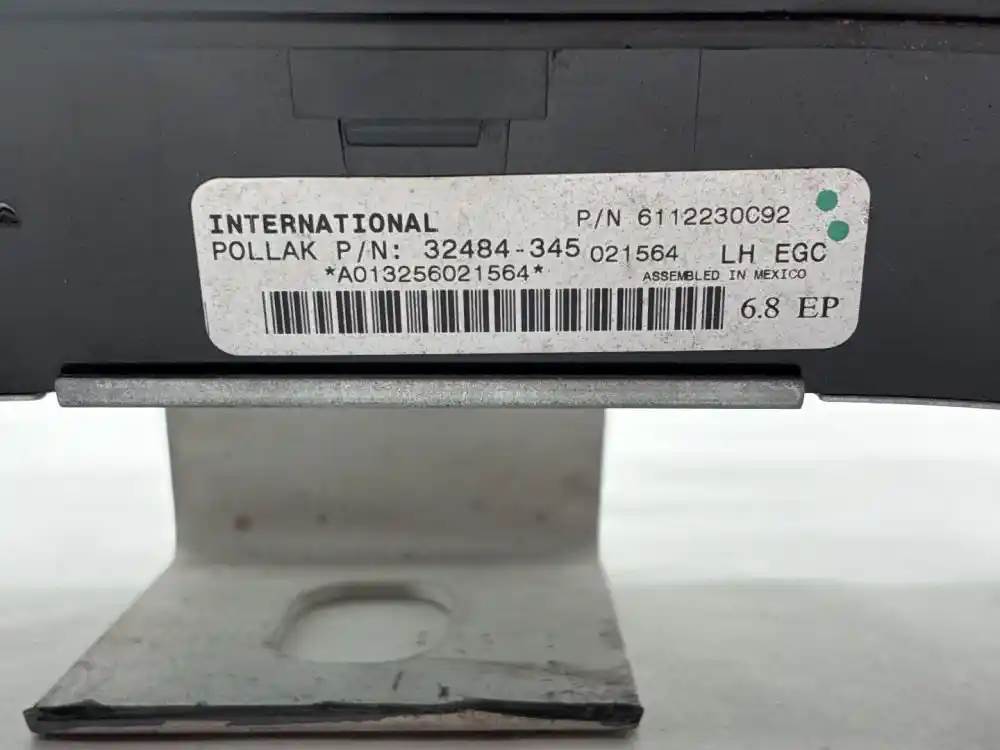 INTERNATIONAL P/N 6112230C92
POLLAK P/N: 32484-345 021564 LH EGC
*A013256021564* ASSEMBLED IN MEXICO
6.8 EP